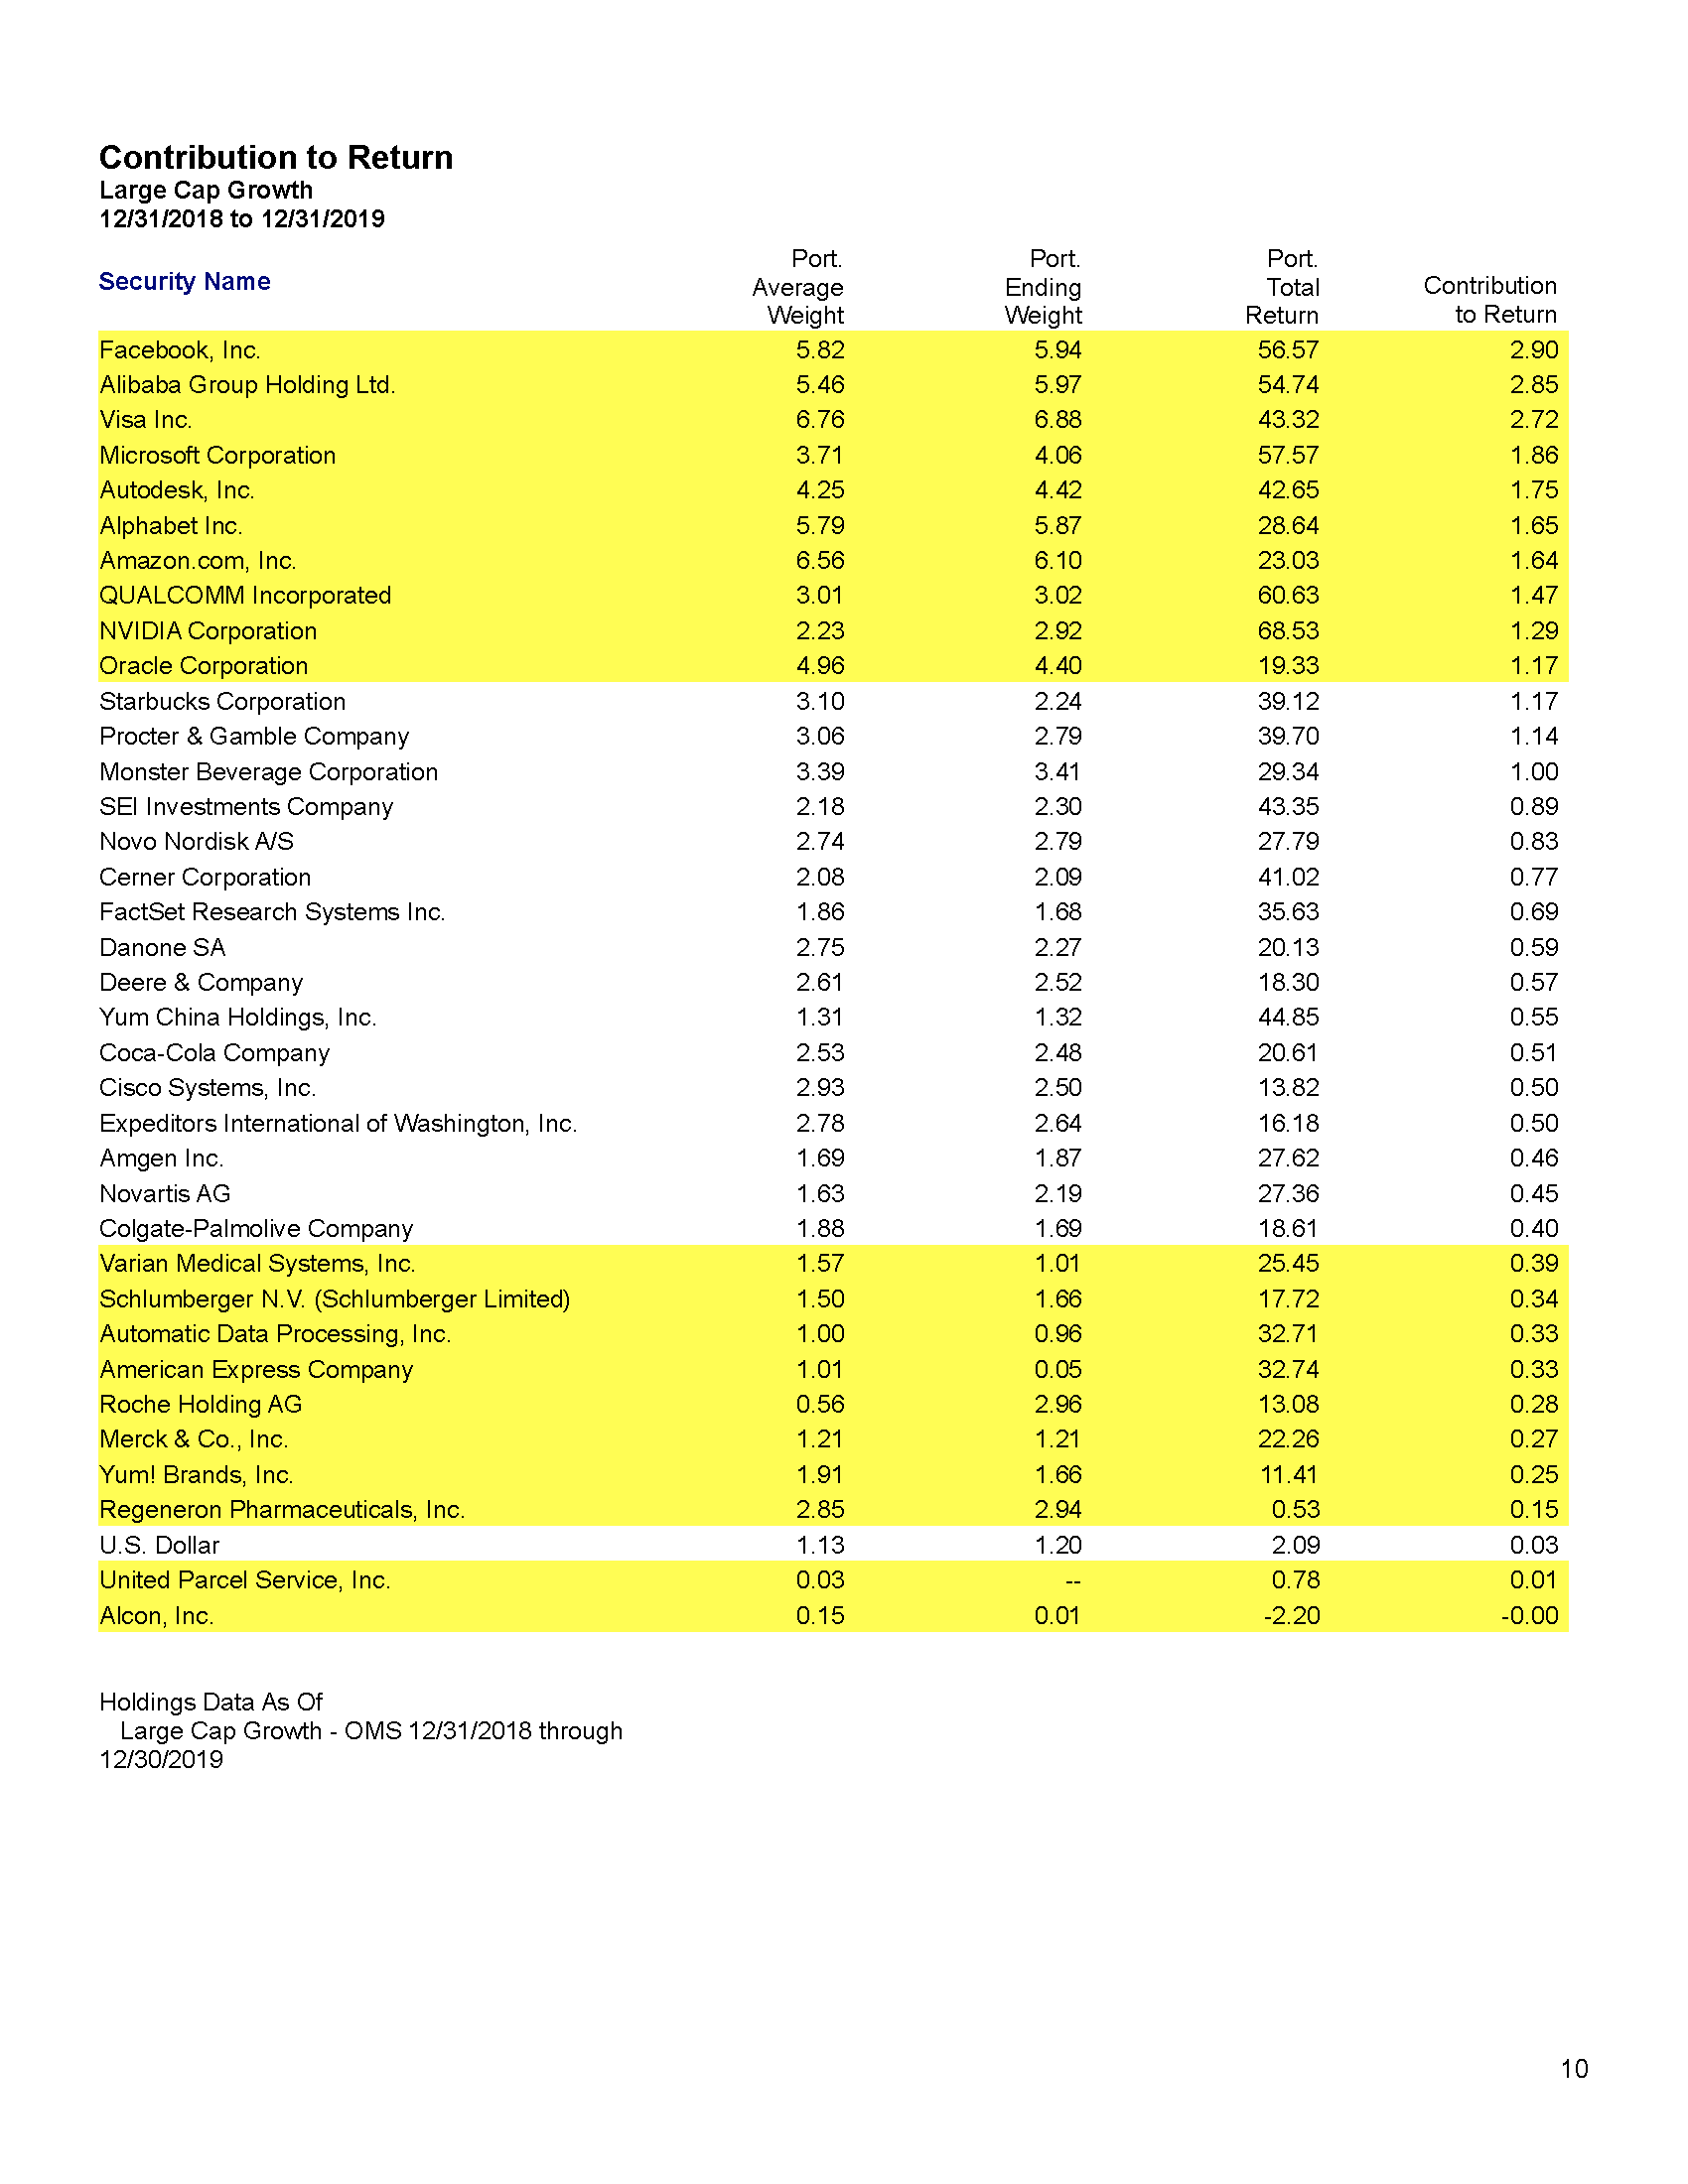 Contribution to Return
Large Cap Growth
12/31/2018 to 12/31/2019
Security Name Port. Average Weight Port. Ending Weight Port. Total Return Contribution to Return
Facebook, Inc. 5.82 5.94 56.57 2.90
Alibaba Group Holding Ltd. 5.46 5.97 54.74 2.85
Visa Inc. 6.76 6.88 43.32 2.72
Microsoft Corporation 3.71 4.06 57.57 1.86
Autodesk, Inc. 4.25 4.42 42.65 1.75
Alphabet Inc. 5.79 5.87 28.64 1.65
Amazon.com, Inc. 6.56 6.10 23.03 1.64
QUALCOMM Incorporated 3.01 3.02 60.63 1.47
NVIDIA Corporation 2.23 2.92 68.53 1.29
Oracle Corporation 4.96 4.40 19.33 1.17
Starbucks Corporation 3.10 2.24 39.12 1.17
Procter & Gamble Company 3.06 2.79 39.70 1.14
Monster Beverage Corporation 3.39 3.41 29.34 1.00
SEI Investments Company 2.18 2.30 43.35 0.89
Novo Nordisk A/S 2.74 2.79 27.79 0.83
Cerner Corporation 2.08 2.09 41.02 0.77
FactSet Research Systems Inc. 1.86 1.68 35.63 0.69
Danone SA 2.75 2.27 20.13 0.59
Deere & Company 2.61 2.52 18.30 0.57
Yum China Holdings, Inc. 1.31 1.32 44.85 0.55
Coca-Cola Company 2.53 2.48 20.61 0.51
Cisco Systems, Inc. 2.93 2.50 13.82 0.50
Expeditors International of Washington, Inc. 2.78 2.64 16.18 0.50
Amgen Inc. 1.69 1.87 27.62 0.46
Novartis AG 1.63 2.19 27.36 0.45
Colgate-Palmolive Company 1.88 1.69 18.61 0.40
Varian Medical Systems, Inc. 1.57 1.01 25.45 0.39
Schlumberger N.V. (Schlumberger Limited) 1.50 1.66 17.72 0.34
Automatic Data Processing, Inc. 1.00 0.96 32.71 0.33
American Express Company 1.01 0.05 32.74 0.33
Roche Holding AG 0.56 2.96 13.08 0.28
Merck & Co., Inc. 1.21 1.21 22.26 0.27
Yum! Brands, Inc. 1.91 1.66 11.41 0.25
Regeneron Pharmaceuticals, Inc. 2.85 2.94 0.53 0.15
U.S. Dollar 1.13 1.20 2.09 0.03
United Parcel Service, Inc. 0.03 -- 0.78 0.01
Alcon, Inc. 0.15 0.01 -2.20 -0.00
Holdings Data As Of
Large Cap Growth - OMS 12/31/2018 through
12/30/2019
10